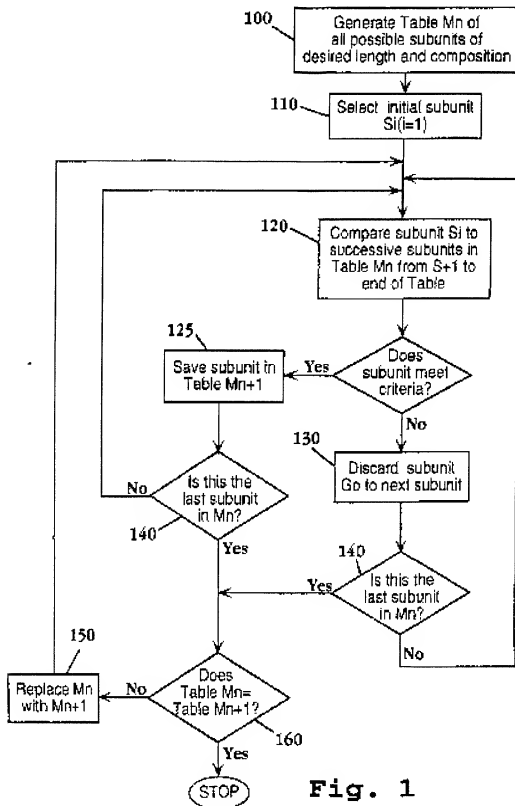 100
Generate Table Mn of
all possible subunits of
desired length and composition
110
Select initial subunit
Si(i=1)
120
Compare subunit Si to
successive subunits in
Table Mn from S+1 to
end of Table
125
Save subunit in
Table Mn+1
Yes
Does
subunit meet
criteria?
No
130
Discard subunit
Go to next subunit
No
Is this the
last subunit
in Mn?
140
Yes
140
Yes
Is this the
last subunit
in Mn?
No
150
Replace Mn
with Mn+1
No
Does
Table Mn=
Table Mn+1?
160
Yes
STOP
Fig. 1